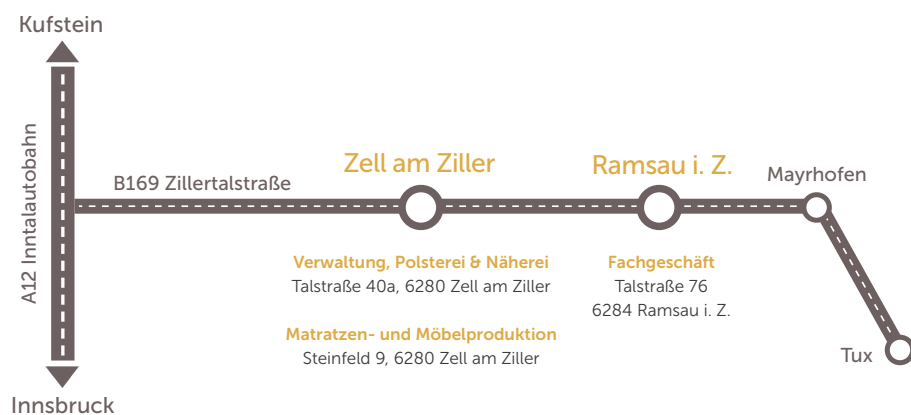 Kufstein
A12 Inntalautobahn
B169 Zillertalstraße
Zell am Ziller
Ramsau i. Z.
Mayrhofen
Verwaltung, Polsterei & Näherei
Talstraße 40a, 6280 Zell am Ziller
Matratzen- und Möbelproduktion
Steinfeld 9, 6280 Zell am Ziller
Fachgeschäft
Talstraße 76
6284 Ramsau i. Z.
Tux
Innsbruck